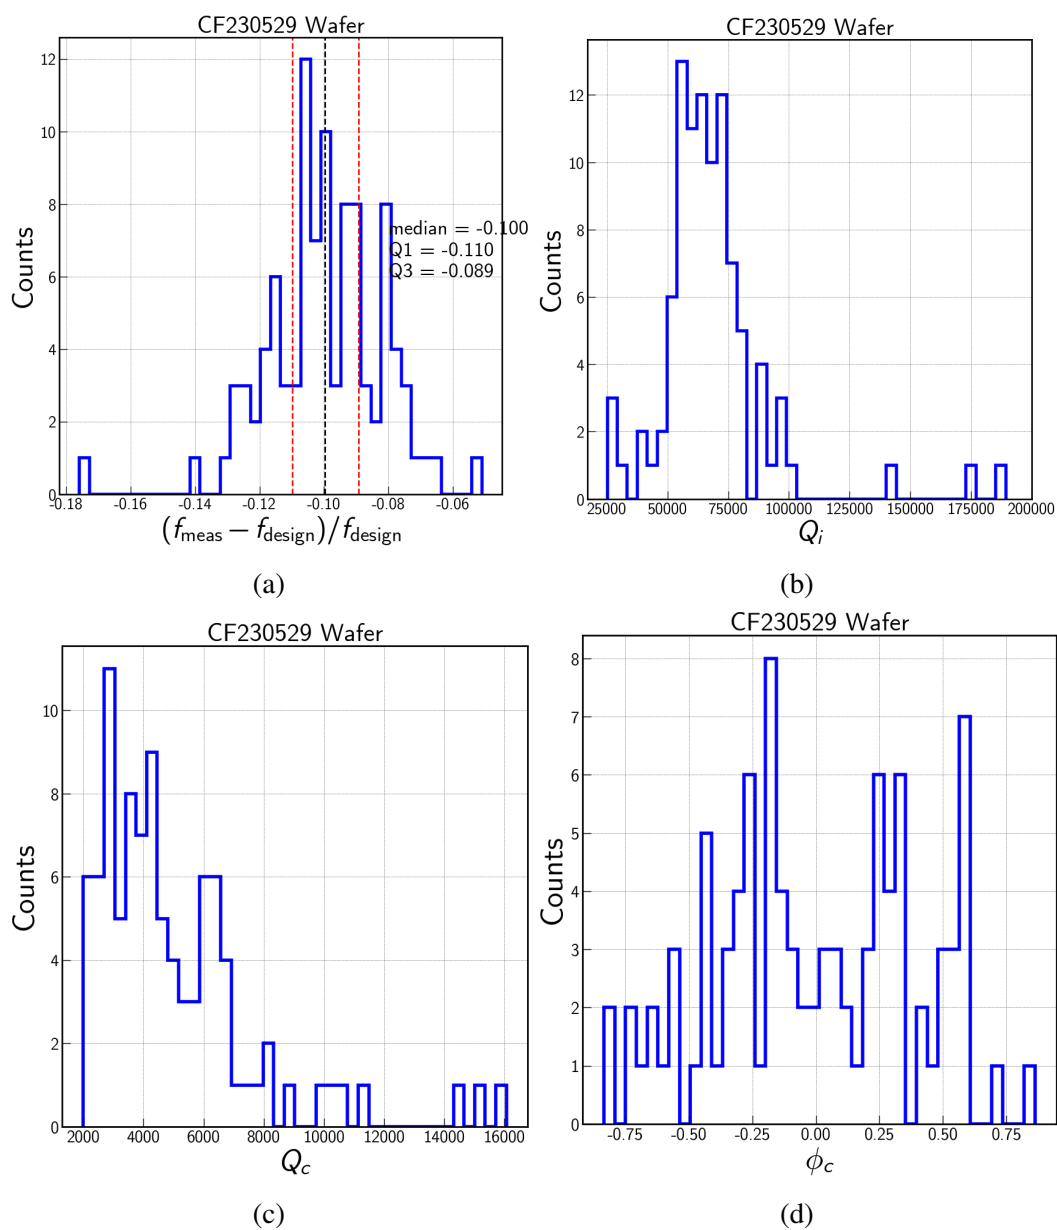 CF230529 Wafer
12
10
8
6
4
2
0
Counts
median = -0.100
Q1 = -0.110
Q3 = -0.089
-0.18 -0.16 -0.14 -0.12 -0.10 -0.08 -0.06
(f_meas − f_design)/f_design
(a)
CF230529 Wafer
12
10
8
6
4
2
0
Counts
25000 50000 75000 100000 125000 150000 175000 200000
Q_i
(b)
CF230529 Wafer
10
8
6
4
2
0
Counts
2000 4000 6000 8000 10000 12000 14000 16000
Q_c
(c)
CF230529 Wafer
8
7
6
5
4
3
2
1
0
Counts
-0.75 -0.50 -0.25 0.00 0.25 0.50 0.75
ϕ_c
(d)